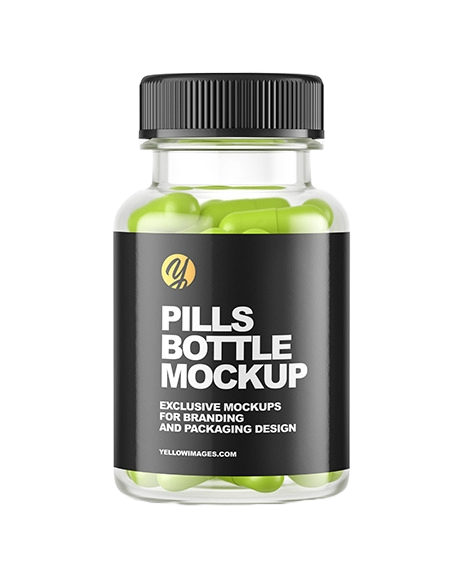 Y
PILLS
BOTTLE
MOCKUP
EXCLUSIVE MOCKUPS
FOR BRANDING
AND PACKAGING DESIGN
YELLOWIMAGES.COM